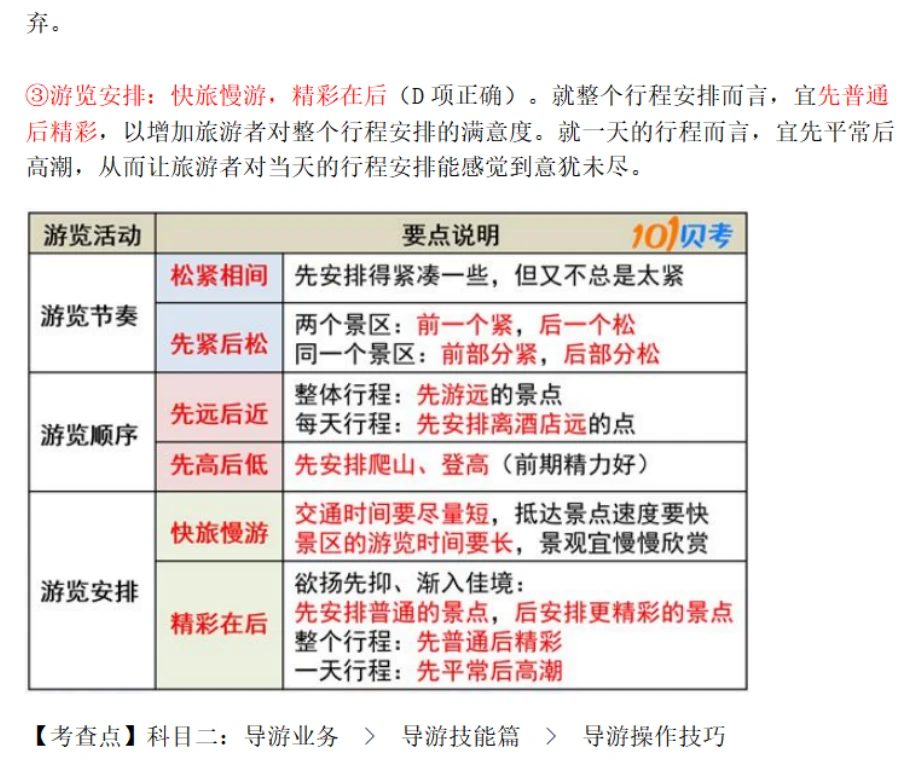 弃。
③游览安排：快旅慢游，精彩在后（D 项正确）。就整个行程安排而言，宜先普通
后精彩，以增加旅游者对整个行程安排的满意度。就一天的行程而言，宜先平常后
高潮，从而让旅游者对当天的行程安排能感觉到意犹未尽。
游览活动 要点说明 101贝考
游览节奏
松紧相间 先安排得紧凑一些，但又不总是太紧
先紧后松
两个景区：前一个紧，后一个松
同一个景区：前部分紧，后部分松
游览顺序
先远后近
整体行程：先游远的景点
每天行程：先安排离酒店远的点
先高后低 先安排爬山、登高（前期精力好）
游览安排
快旅慢游
交通时间要尽量短，抵达景点速度要快
景区的游览时间要长，景观宜慢慢欣赏
精彩在后
欲扬先抑、渐入佳境：
先安排普通的景点，后安排更精彩的景点
整个行程：先普通后精彩
一天行程：先平常后高潮
【考查点】科目二：导游业务 > 导游技能篇 > 导游操作技巧